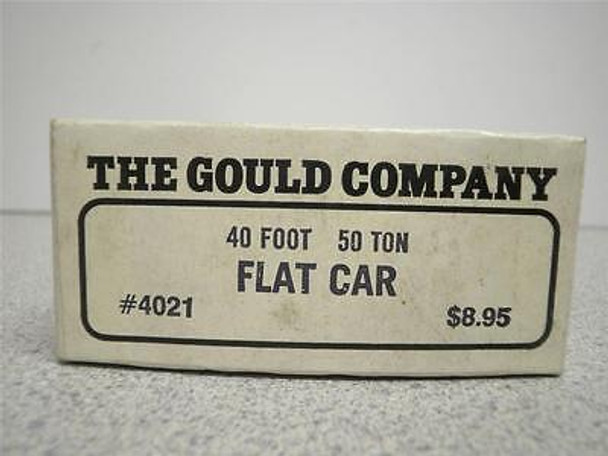 THE GOULD COMPANY
40 FOOT 50 TON
FLAT CAR
#4021
$8.95